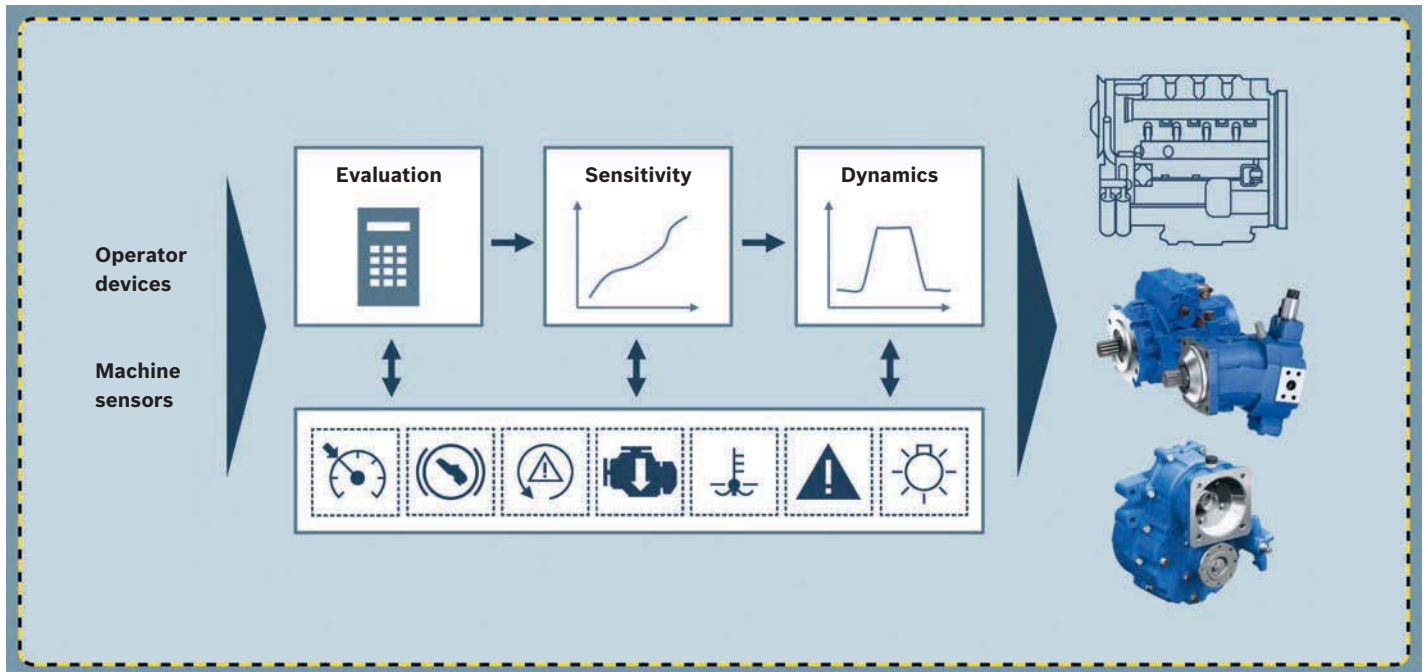 Evaluation
Sensitivity
Dynamics
Operator
devices
Machine
sensors